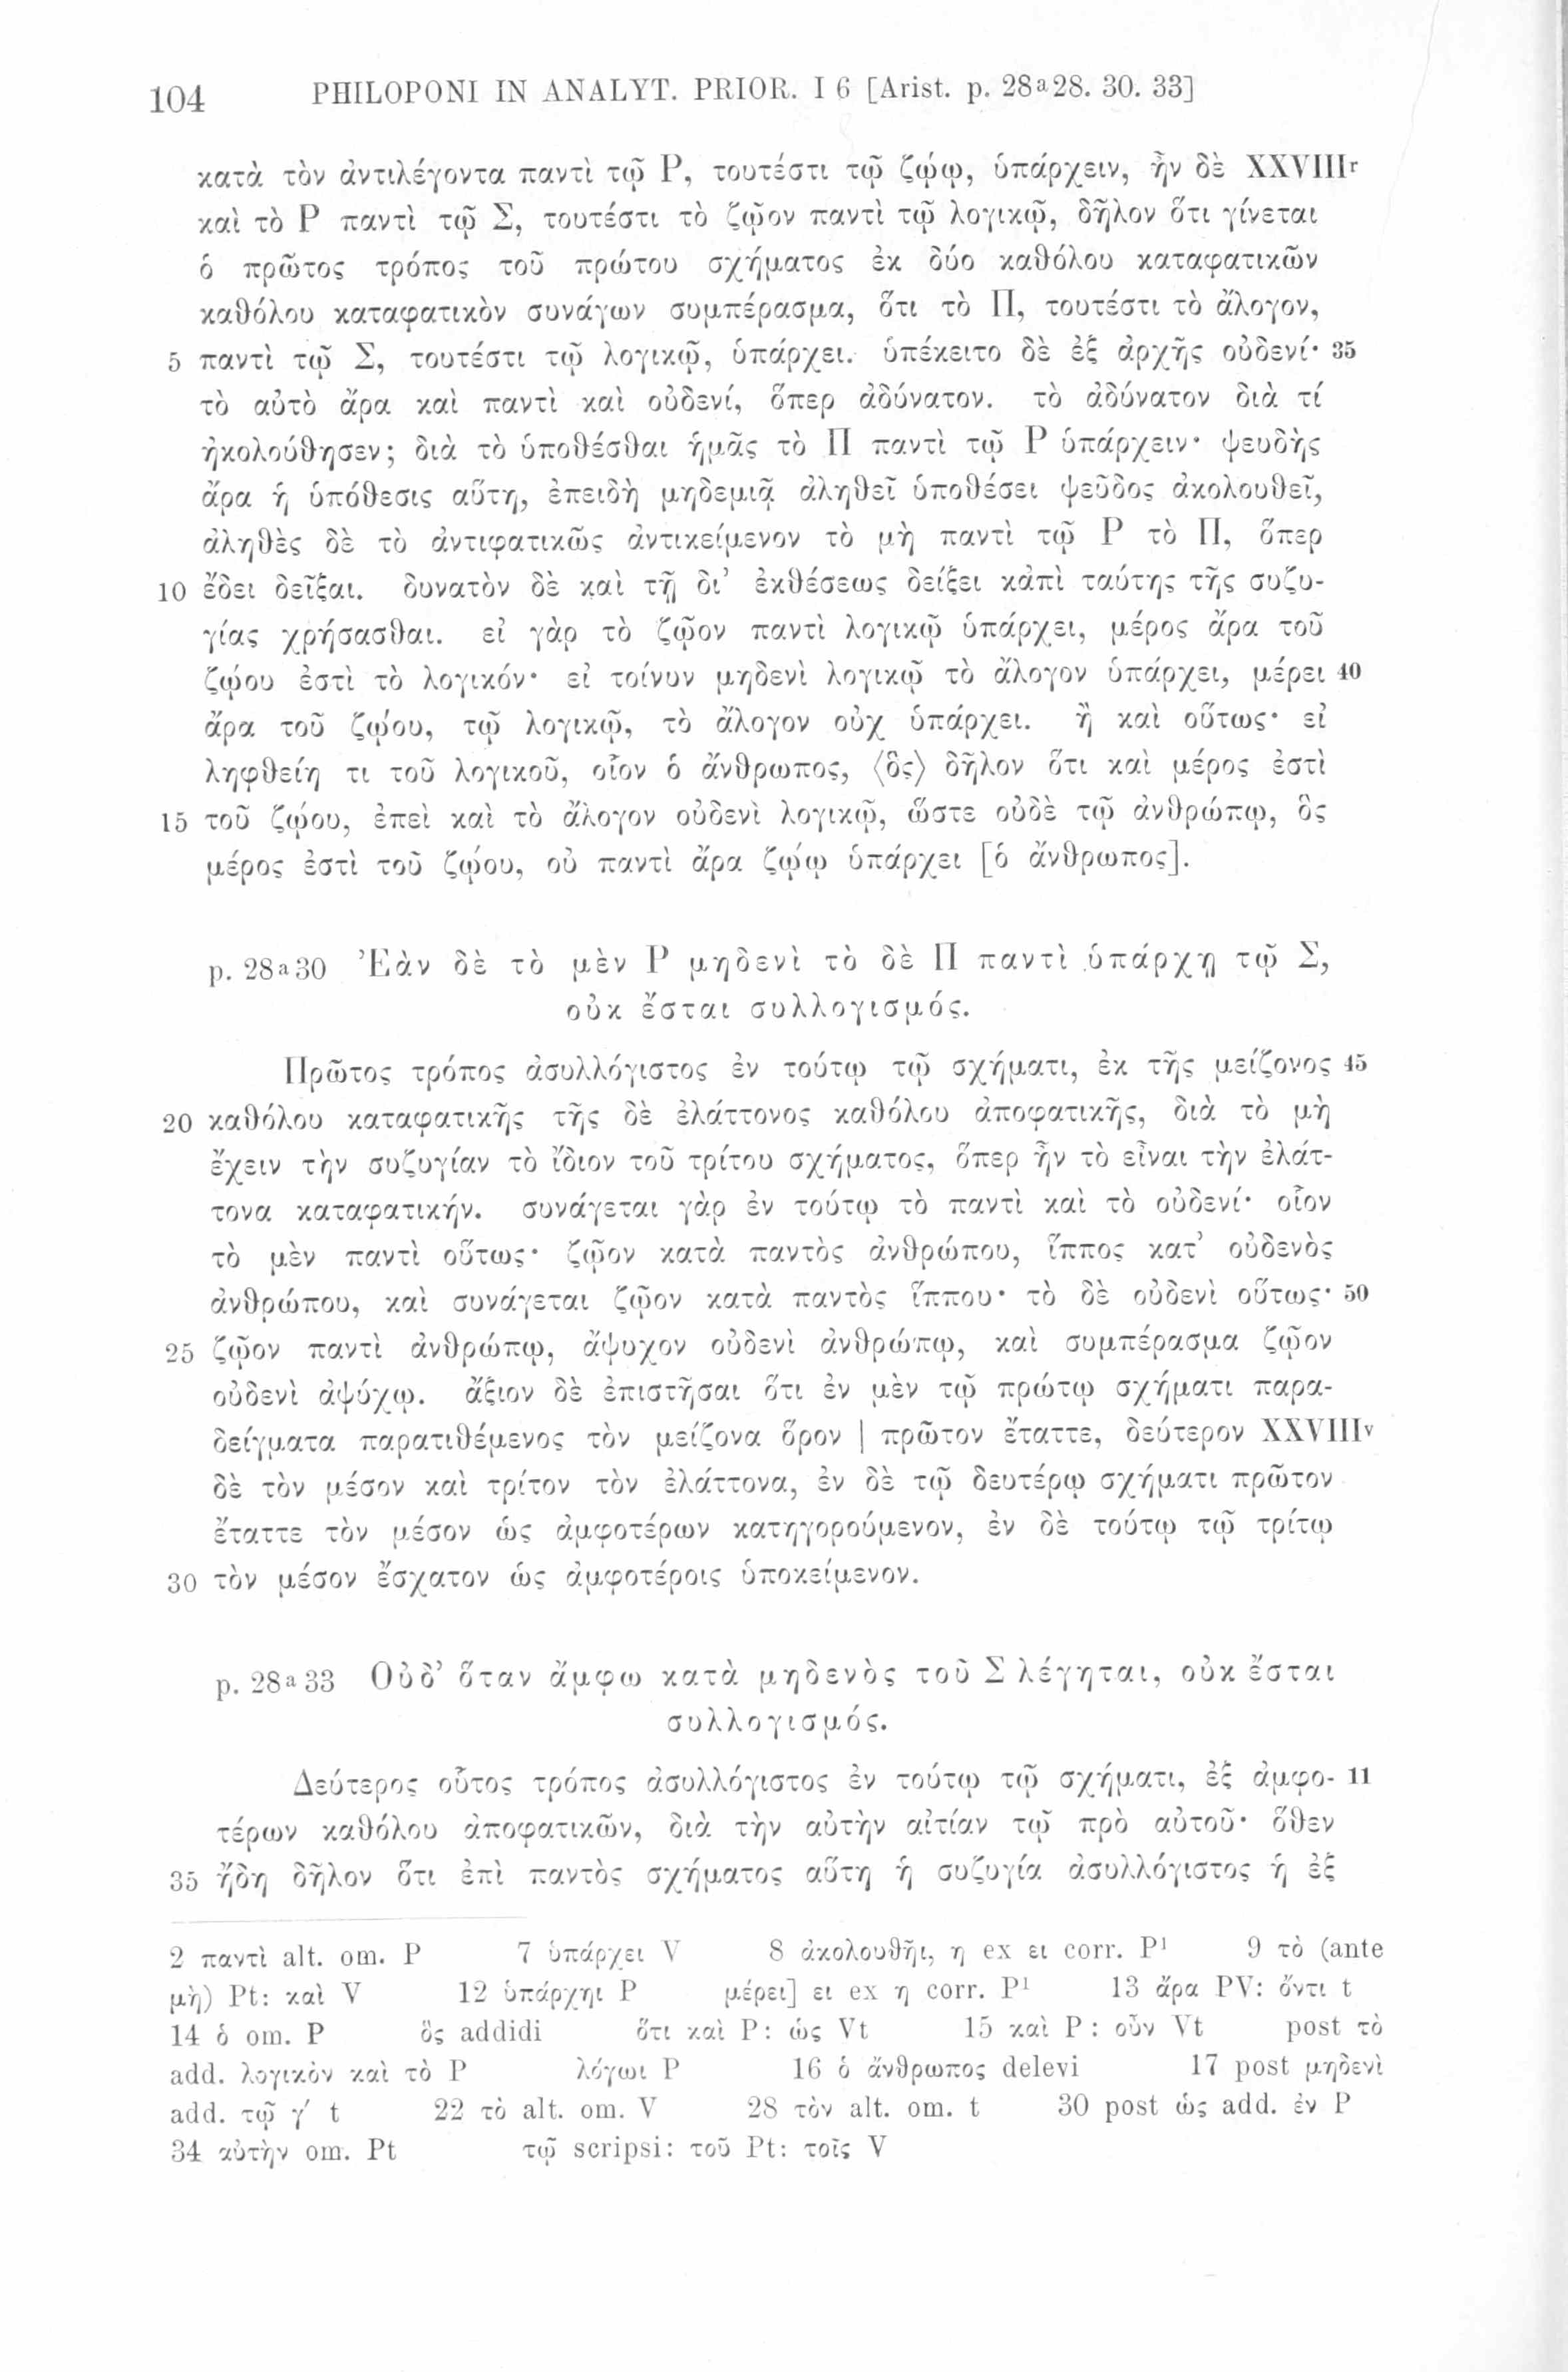 104 PHILOPONI IN ANALYT. PRIOR. I 6 [Arist. p. 28a28. 30. 33]
κατὰ τὸν ἀντιλέγοντα παντὶ τῷ Ρ, τουτέστι τῷ ζῴῳ, ὑπάρχειν, ἦν δὲ XXVIIIr
καὶ τὸ Ρ παντὶ τῷ Σ, τουτέστι τὸ ζῷον παντὶ τῷ λογικῷ, δῆλον ὅτι γίνεται
ὁ πρῶτος τρόπος τοῦ πρώτου σχήματος ἐκ δύο καθόλου καταφατικῶν
καθόλου καταφατικὸν συνάγων συμπέρασμα, ὅτι τὸ Π, τουτέστι τὸ ἄλογον,
5 παντὶ τῷ Σ, τουτέστι τῷ λογικῷ, ὑπάρχει. ὑπέκειτο δὲ ἐξ ἀρχῆς οὐδενί· 35
τὸ αὐτὸ ἄρα καὶ παντὶ καὶ οὐδενί, ὅπερ ἀδύνατον. τὸ ἀδύνατον διὰ τί
ἠκολούθησεν; διὰ τὸ ὑποθέσθαι ἡμᾶς τὸ Π παντὶ τῷ Ρ ὑπάρχειν· ψευδὴς
ἄρα ἡ ὑπόθεσις αὕτη, ἐπειδὴ μηδεμιᾷ ἀληθεῖ ὑποθέσει ψεῦδος ἀκολουθεῖ,
ἀληθὲς δὲ τὸ ἀντιφατικῶς ἀντικείμενον τὸ μὴ παντὶ τῷ Ρ τὸ Π, ὅπερ
10 ἔδει δεῖξαι. δυνατὸν δὲ καὶ τῇ δι’ ἐκθέσεως δείξει κἀπὶ ταύτης τῆς συζυ-
γίας χρήσασθαι. εἰ γὰρ τὸ ζῷον παντὶ λογικῷ ὑπάρχει, μέρος ἄρα τοῦ
ζῴου ἐστὶ τὸ λογικόν· εἰ τοίνυν μηδενὶ λογικῷ τὸ ἄλογον ὑπάρχει, μέρει 40
ἄρα τοῦ ζῴου, τῷ λογικῷ, τὸ ἄλογον οὐχ ὑπάρχει. ἢ καὶ οὕτως· εἰ
ληφθείη τι τοῦ λογικοῦ, οἷον ὁ ἄνθρωπος, ⟨ὃς⟩ δῆλον ὅτι καὶ μέρος ἐστὶ
15 τοῦ ζῴου, ἐπεὶ καὶ τὸ ἄλογον οὐδενὶ λογικῷ, ὥστε οὐδὲ τῷ ἀνθρώπῳ, ὃς
μέρος ἐστὶ τοῦ ζῴου, οὐ παντὶ ἄρα ζῴῳ ὑπάρχει [ὁ ἄνθρωπος].
p. 28a30 Ἐὰν δὲ τὸ μὲν Ρ μηδενὶ τὸ δὲ Π παντὶ ὑπάρχῃ τῷ Σ,
οὐκ ἔσται συλλογισμός.
Πρῶτος τρόπος ἀσυλλόγιστος ἐν τούτῳ τῷ σχήματι, ἐκ τῆς μείζονος 45
20 καθόλου καταφατικῆς τῆς δὲ ἐλάττονος καθόλου ἀποφατικῆς, διὰ τὸ μὴ
ἔχειν τὴν συζυγίαν τὸ ἴδιον τοῦ τρίτου σχήματος, ὅπερ ἦν τὸ εἶναι τὴν ἐλάτ-
τονα καταφατικήν. συνάγεται γὰρ ἐν τούτῳ τὸ παντὶ καὶ τὸ οὐδενί· οἷον
τὸ μὲν παντὶ οὕτως· ζῷον κατὰ παντὸς ἀνθρώπου, ἵππος κατ’ οὐδενὸς
ἀνθρώπου, καὶ συνάγεται ζῷον κατὰ παντὸς ἵππου· τὸ δὲ οὐδενὶ οὕτως· 50
25 ζῷον παντὶ ἀνθρώπῳ, ἄψυχον οὐδενὶ ἀνθρώπῳ, καὶ συμπέρασμα ζῷον
οὐδενὶ ἀψύχῳ. ἄξιον δὲ ἐπιστῆσαι ὅτι ἐν μὲν τῷ πρώτῳ σχήματι παρα-
δείγματα παρατιθέμενος τὸν μείζονα ὅρον | πρῶτον ἔταττε, δεύτερον XXVIIIv
δὲ τὸν μέσον καὶ τρίτον τὸν ἐλάττονα, ἐν δὲ τῷ δευτέρῳ σχήματι πρῶτον
ἔταττε τὸν μέσον ὡς ἀμφοτέρων κατηγορούμενον, ἐν δὲ τούτῳ τῷ τρίτῳ
30 τὸν μέσον ἔσχατον ὡς ἀμφοτέροις ὑποκείμενον.
p. 28a33 Οὐδ’ ὅταν ἄμφω κατὰ μηδενὸς τοῦ Σ λέγηται, οὐκ ἔσται
συλλογισμός.
Δεύτερος οὗτος τρόπος ἀσυλλόγιστος ἐν τούτῳ τῷ σχήματι, ἐξ ἀμφο- 11
τέρων καθόλου ἀποφατικῶν, διὰ τὴν αὐτὴν αἰτίαν τῷ πρὸ αὐτοῦ· ὅθεν
35 ἤδη δῆλον ὅτι ἐπὶ παντὸς σχήματος αὕτη ἡ συζυγία ἀσυλλόγιστος ἡ ἐξ
2 παντὶ alt. om. P 7 ὑπάρχει V 8 ἀκολουθῆι, η ex ει corr. P¹ 9 τὸ (ante
μὴ) Pt: καὶ V 12 ὑπάρχηι P μέρει] ει ex η corr. P¹ 13 ἄρα PV: ὄντι t
14 ὁ om. P ὃς addidi ὅτι καὶ P: ὡς Vt 15 καὶ P: οὖν Vt post τὸ
add. λογικὸν καὶ τὸ P λόγωι P 16 ὁ ἄνθρωπος delevi 17 post μηδενὶ
add. τῷ γ΄ t 22 τὸ alt. om. V 28 τὸν alt. om. t 30 post ὡς add. ἐν P
34 αὐτὴν om. Pt τῷ scripsi: τοῦ Pt: τοῖς V